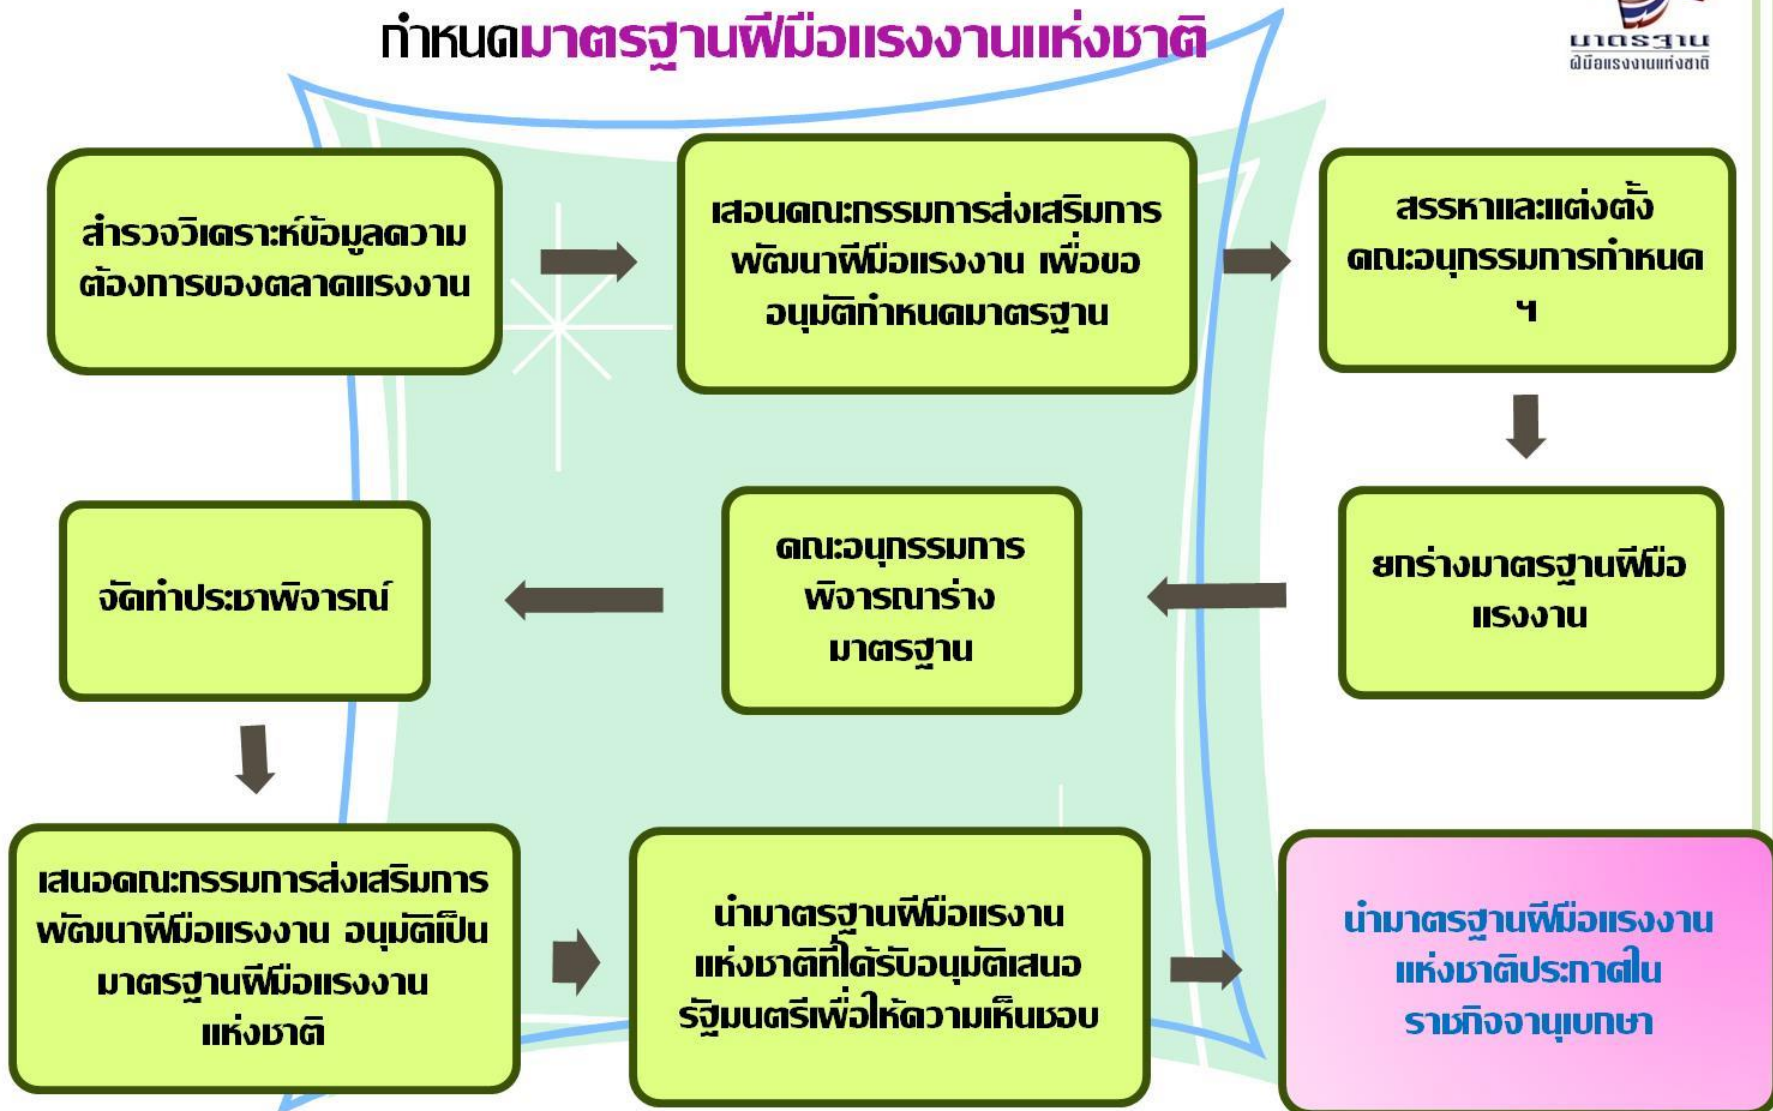 กำหนดมาตรฐานฝีมือแรงงานแห่งชาติ
มาตรฐาน
ฝีมือแรงงานแห่งชาติ
สำรวจวิเคราะห์ข้อมูลความ
ต้องการของตลาดแรงงาน
เสอนคณะกรรมการส่งเสริมการ
พัฒนาฝีมือแรงงาน เพื่อขอ
อนุมัติกำหนดมาตรฐาน
สรรหาและแต่งตั้ง
คณะอนุกรรมการกำหนด
ฯ
ยกร่างมาตรฐานฝีมือ
แรงงาน
คณะอนุกรรมการ
พิจารณาร่าง
มาตรฐาน
จัดทำประชาพิจารณ์
เสนอคณะกรรมการส่งเสริมการ
พัฒนาฝีมือแรงงาน อนุมัติเป็น
มาตรฐานฝีมือแรงงาน
แห่งชาติ
นำมาตรฐานฝีมือแรงาน
แห่งชาติที่ได้รับอนุมัติเสนอ
รัฐมนตรีเพื่อให้ความเห็นชอบ
นำมาตรฐานฝีมือแรงงาน
แห่งชาติประกาศใน
ราชกิจจานุเบกษา